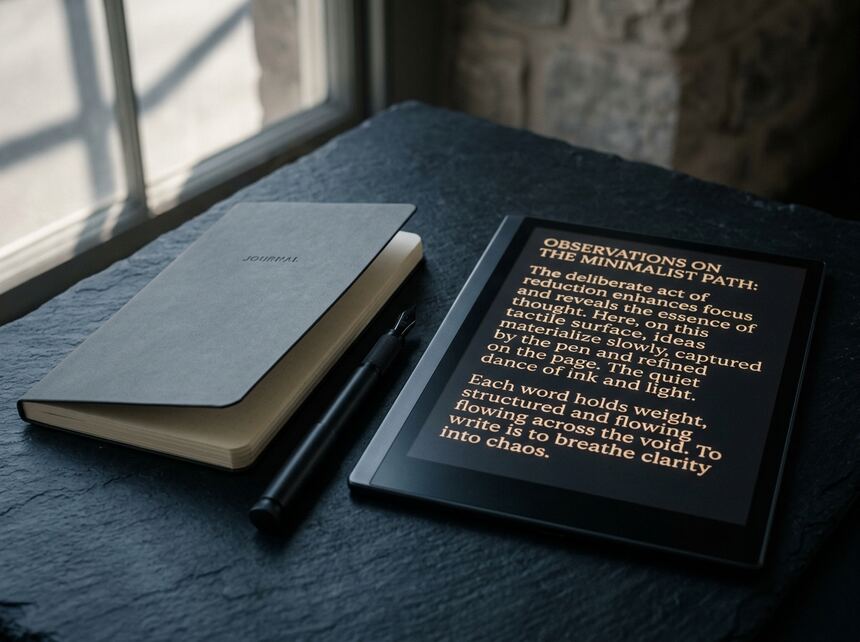 JOURNAL
OBSERVATIONS ON
THE MINIMALIST PATH:
The deliberate act of
reduction enhances focus
and reveals the essence of
thought. Here, on this
tactile surface, ideas
materialize slowly, captured
by the pen and refined
on the page. The quiet
dance of ink and light.
Each word holds weight,
structured and flowing
flowing across the void. To
write is to breathe clarity
into chaos.